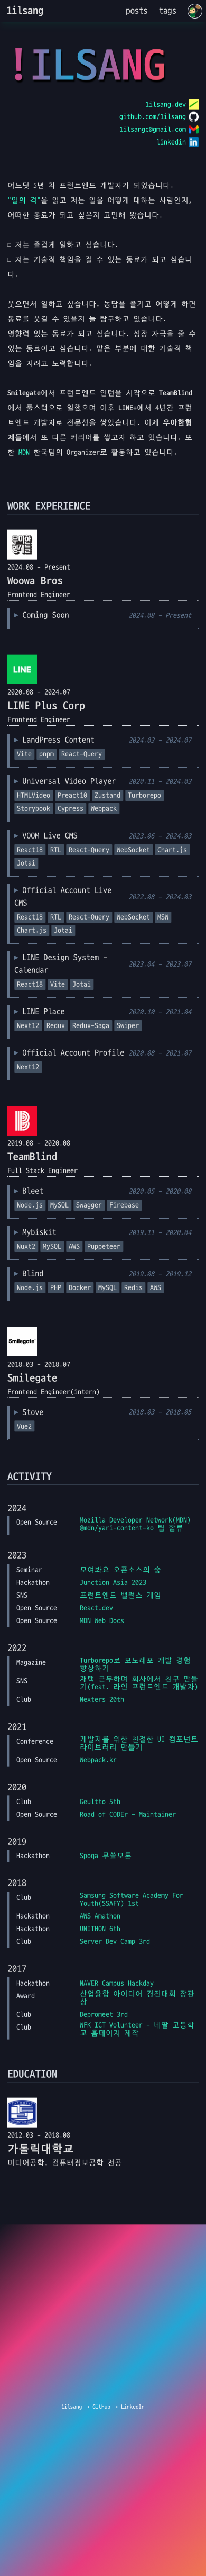 1ilsang
posts
tags
!ILSANG
1ilsang.dev
github.com/1ilsang
1ilsangc@gmail.com
linkedin
어느덧 5년 차 프런트엔드 개발자가 되었습니다.
"일의 격"을 읽고 저는 일을 어떻게 대하는 사람인지,
어떠한 동료가 되고 싶은지 고민해 봤습니다.
❏ 저는 즐겁게 일하고 싶습니다.
❏ 저는 기술적 책임을 질 수 있는 동료가 되고 싶습니
다.
웃으면서 일하고 싶습니다. 농담을 즐기고 어떻게 하면
동료를 웃길 수 있을지 늘 탐구하고 있습니다.
영향력 있는 동료가 되고 싶습니다. 성장 자극을 줄 수
있는 동료이고 싶습니다. 맡은 부분에 대한 기술적 책
임을 지려고 노력합니다.
Smilegate에서 프런트엔드 인턴을 시작으로 TeamBlind
에서 풀스택으로 일했으며 이후 LINE+에서 4년간 프런
트엔드 개발자로 전문성을 쌓았습니다. 이제 우아한형
제들에서 또 다른 커리어를 쌓고자 하고 있습니다. 또
한 MDN 한국팀의 Organizer로 활동하고 있습니다.
WORK EXPERIENCE
2024.08 - Present
Woowa Bros
Frontend Engineer
▶ Coming Soon 2024.08 - Present
LINE
2020.08 - 2024.07
LINE Plus Corp
Frontend Engineer
▶ LandPress Content 2024.03 - 2024.07
Vite pnpm React-Query
▶ Universal Video Player 2020.11 - 2024.03
HTMLVideo Preact10 Zustand Turborepo
Storybook Cypress Webpack
▶ VOOM Live CMS 2023.06 - 2024.03
React18 RTL React-Query WebSocket Chart.js
Jotai
▶ Official Account Live
CMS 2022.08 - 2024.03
React18 RTL React-Query WebSocket MSW
Chart.js Jotai
▶ LINE Design System -
Calendar 2023.04 - 2023.07
React18 Vite Jotai
▶ LINE Place 2020.10 - 2021.04
Next12 Redux Redux-Saga Swiper
▶ Official Account Profile 2020.08 - 2021.07
Next12
2019.08 - 2020.08
TeamBlind
Full Stack Engineer
▶ Bleet 2020.05 - 2020.08
Node.js MySQL Swagger Firebase
▶ Mybiskit 2019.11 - 2020.04
Nuxt2 MySQL AWS Puppeteer
▶ Blind 2019.08 - 2019.12
Node.js PHP Docker MySQL Redis AWS
Smilegate
2018.03 - 2018.07
Smilegate
Frontend Engineer(intern)
▶ Stove 2018.03 - 2018.05
Vue2
ACTIVITY
2024
Open Source Mozilla Developer Network(MDN)
@mdn/yari-content-ko 팀 합류
2023
Seminar 모여봐요 오픈소스의 숲
Hackathon Junction Asia 2023
SNS 프런트엔드 밸런스 게임
Open Source React.dev
Open Source MDN Web Docs
2022
Magazine Turborepo로 모노레포 개발 경험
향상하기
SNS 재택 근무하며 회사에서 친구 만들
기(feat. 라인 프런트엔드 개발자)
Club Nexters 20th
2021
Conference 개발자를 위한 친절한 UI 컴포넌트
라이브러리 만들기
Open Source Webpack.kr
2020
Club Geultto 5th
Open Source Road of CODEr - Maintainer
2019
Hackathon Spoqa 무쓸모톤
2018
Club Samsung Software Academy For
Youth(SSAFY) 1st
Hackathon AWS Amathon
Hackathon UNITHON 6th
Club Server Dev Camp 3rd
2017
Hackathon NAVER Campus Hackday
Award 산업융합 아이디어 경진대회 장관
상
Club Depromeet 3rd
Club WFK ICT Volunteer - 네팔 고등학
교 홈페이지 제작
EDUCATION
2012.03 - 2018.08
가톨릭대학교
미디어공학, 컴퓨터정보공학 전공
1ilsang • GitHub • LinkedIn